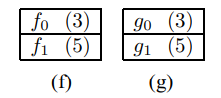 f₀ (3) g₀ (3)
f₁ (5) g₁ (5)
(f) (g)